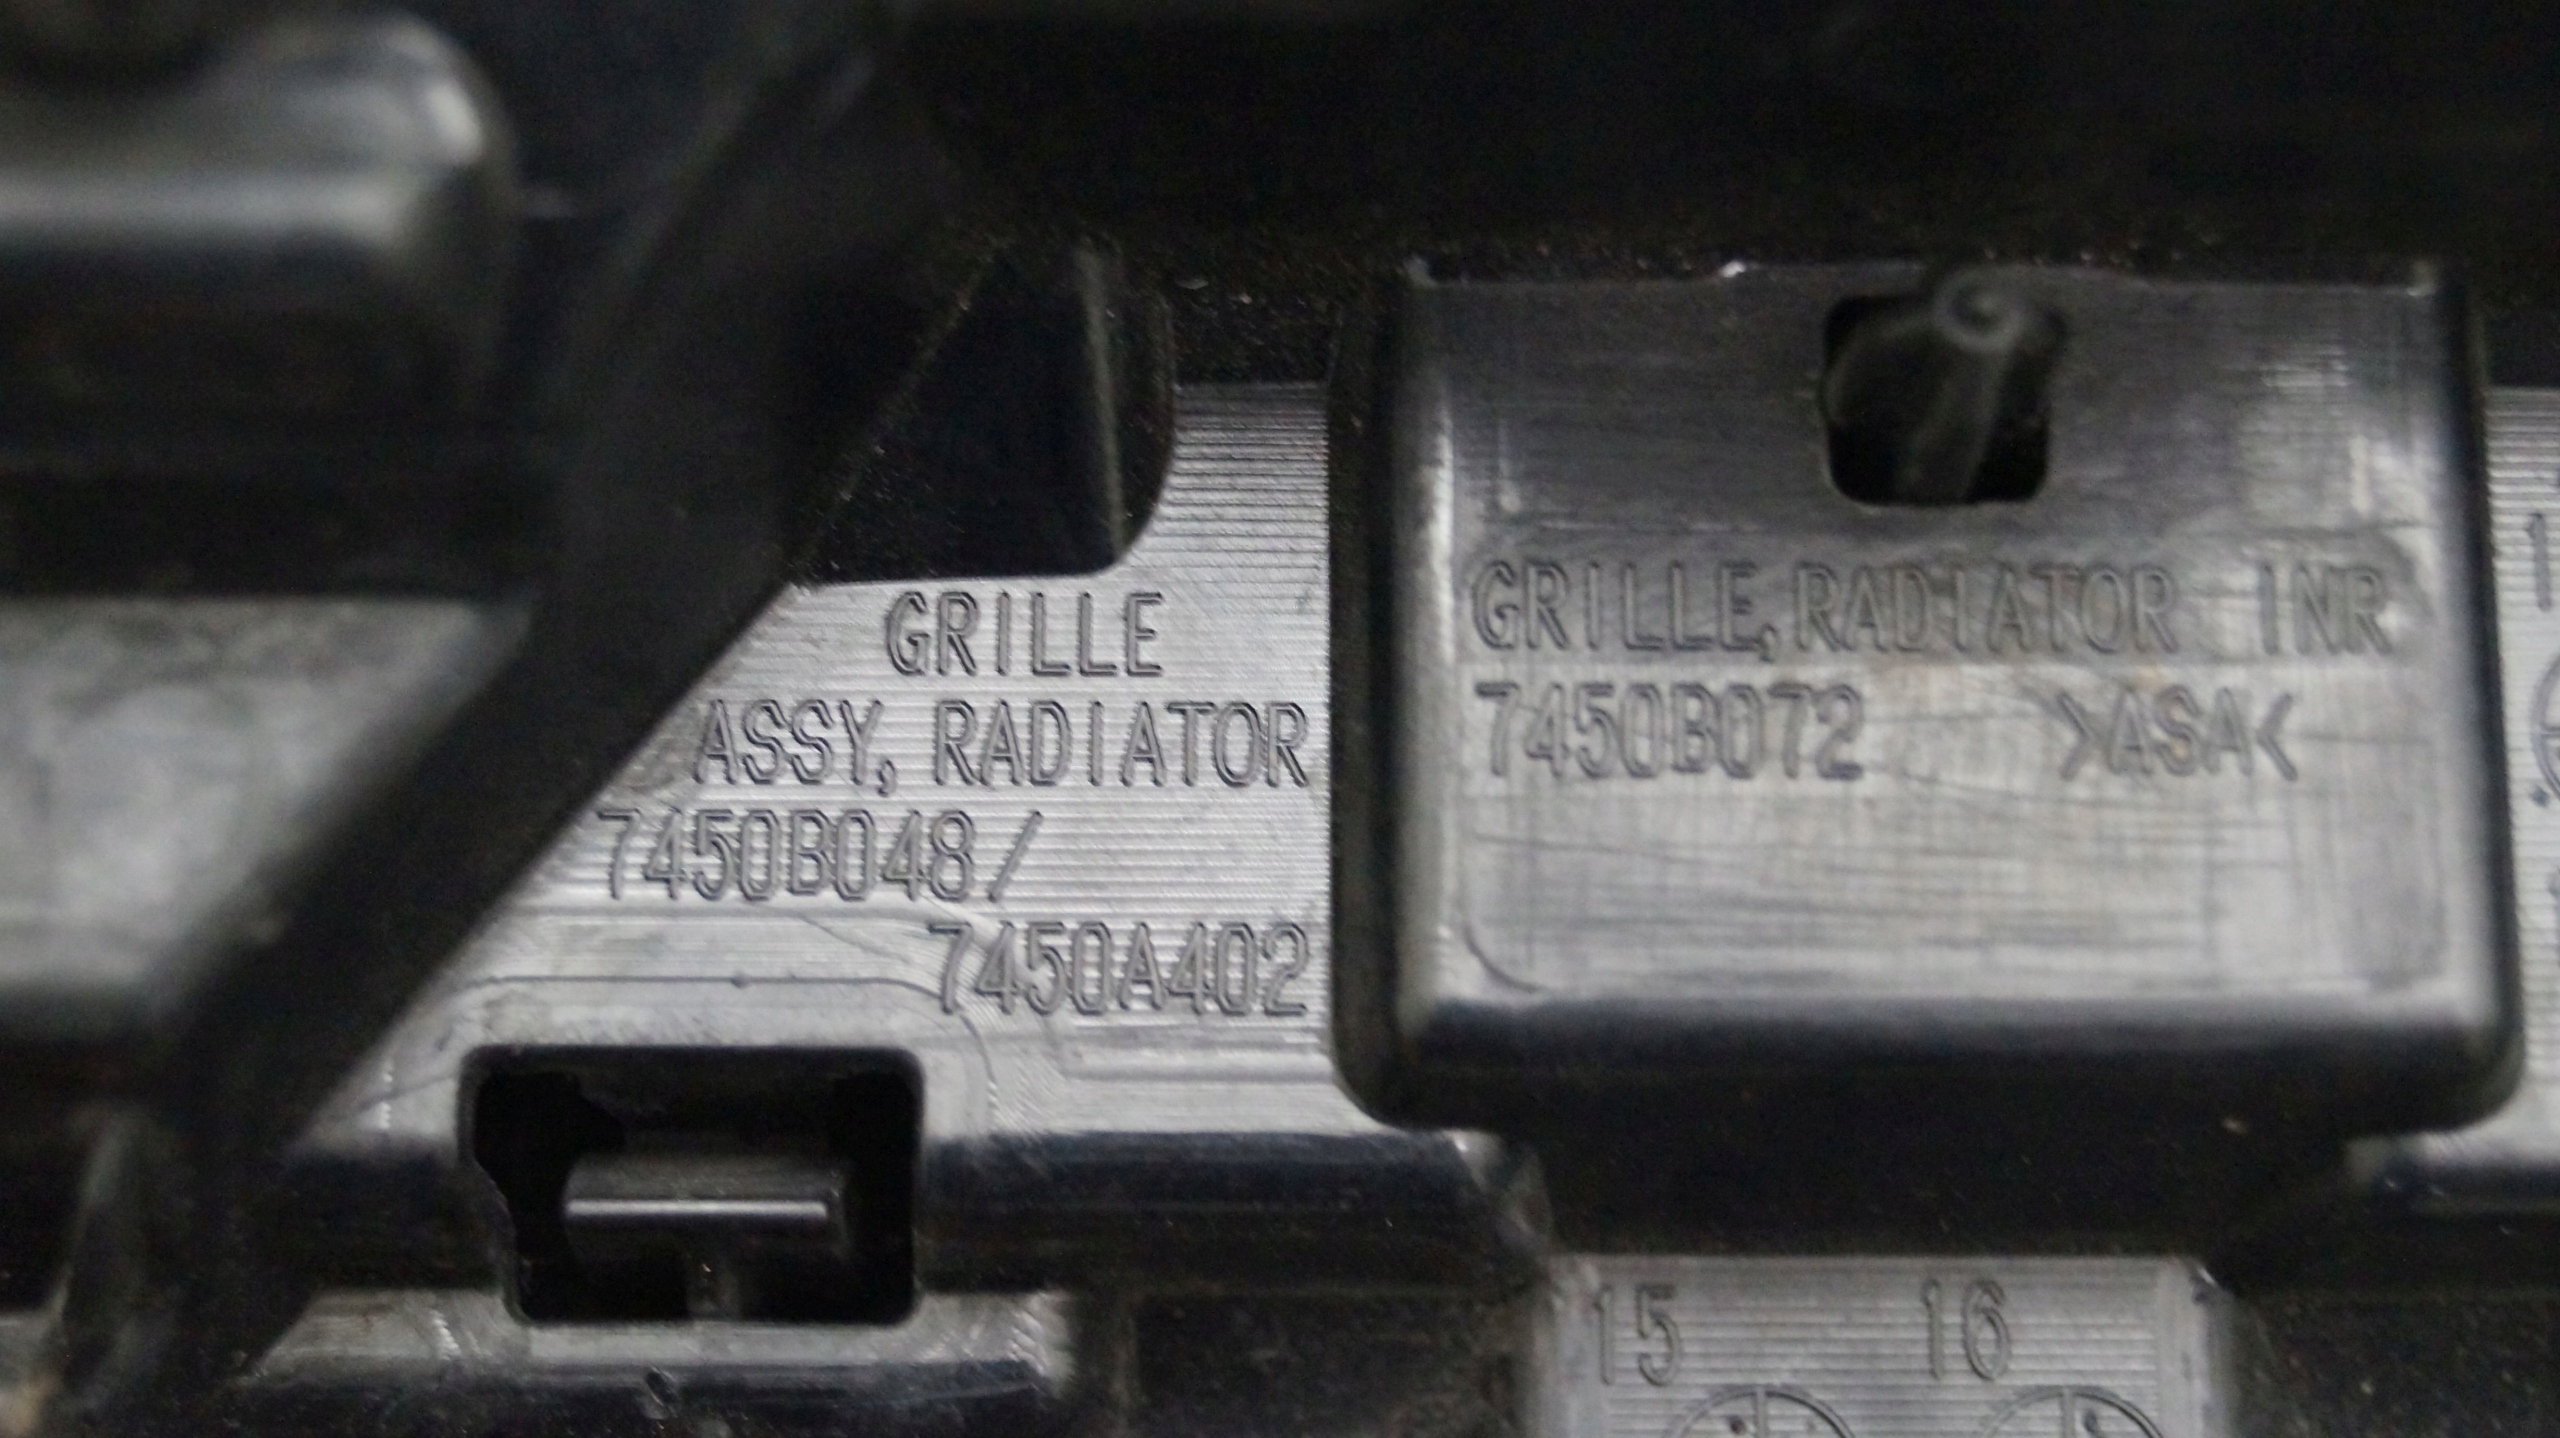 GRILLE
ASSY, RADIATOR
7450B048/
7450A402
GRILLE,RADIATOR INR
7450B072 >ASA<
15 16